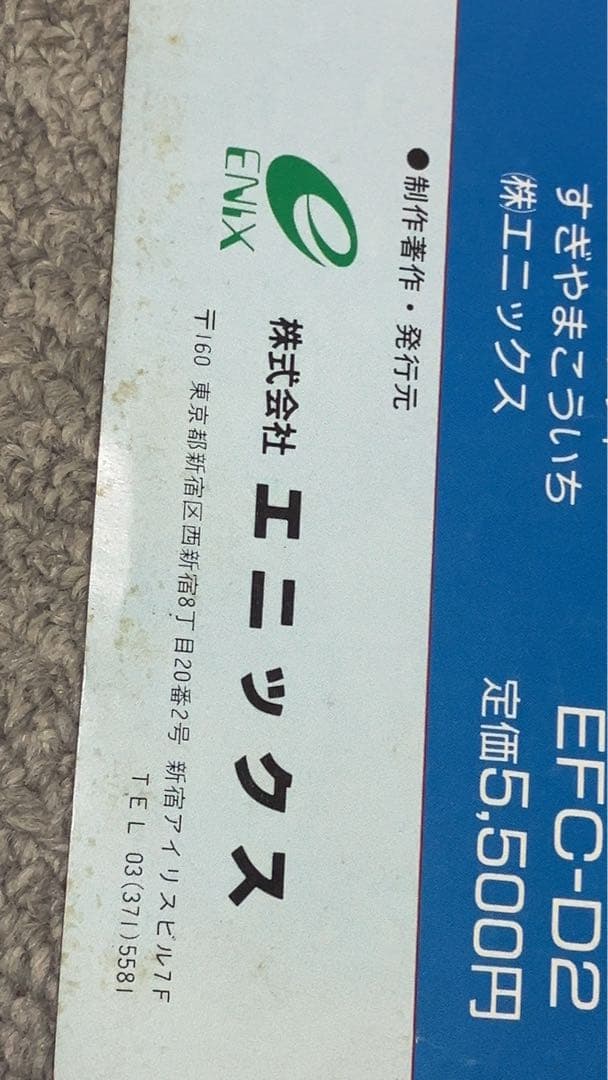 すぎやまこういち
㈱エニックス
EFC-D2
定価5,500円
●制作著作・発行元
ENIX
株式会社 エニックス
〒160 東京都新宿区西新宿8丁目20番2号 新宿アイリスビル7F
TEL 03(371)5581